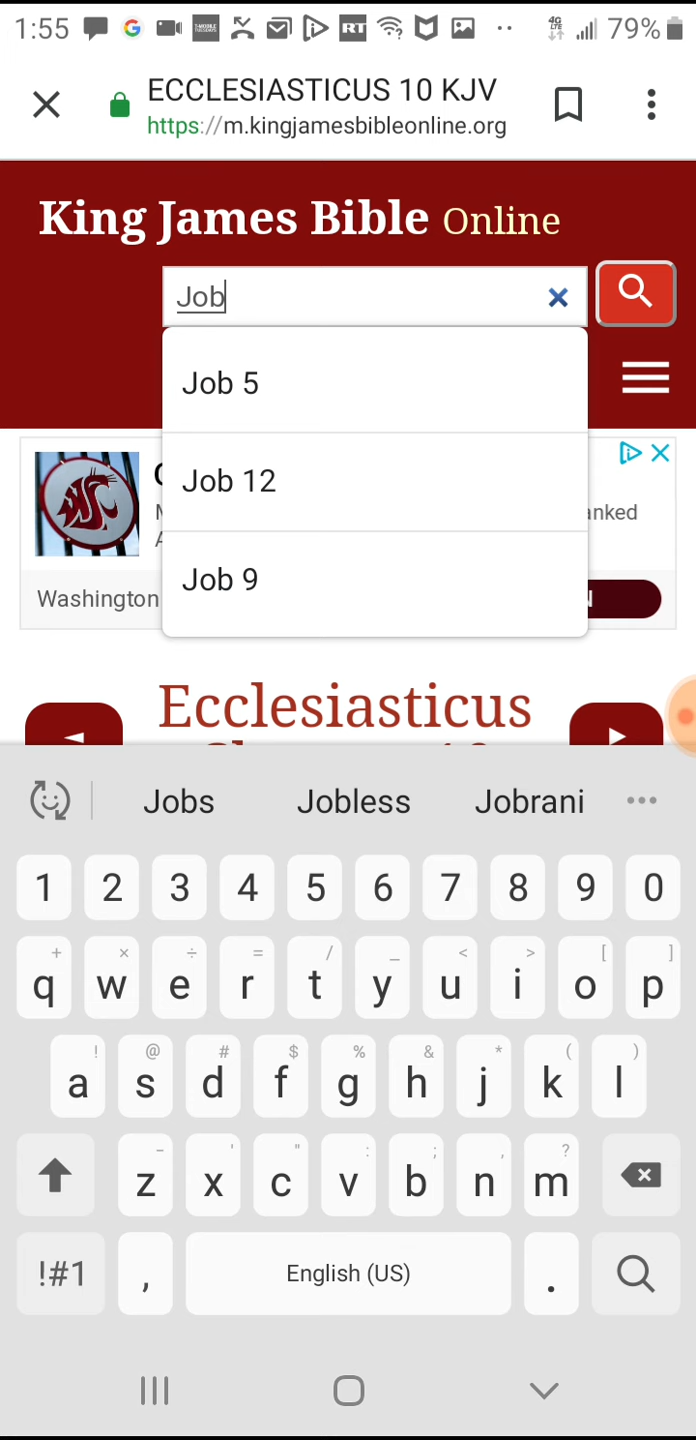 1:55 79%
ECCLESIASTICUS 10 KJV
https://m.kingjamesbibleonline.org
King James Bible Online
Job
Job 5
Job 12
Job 9
Washington
Ecclesiasticus
Jobs Jobless Jobrani
1 2 3 4 5 6 7 8 9 0
+ × ÷ = / _ < > [ ]
q w e r t y u i o p
! @ # $ % & * ( )
a s d f g h j k l
- ' " : ; , ?
z x c v b n m
!#1 , English (US) .